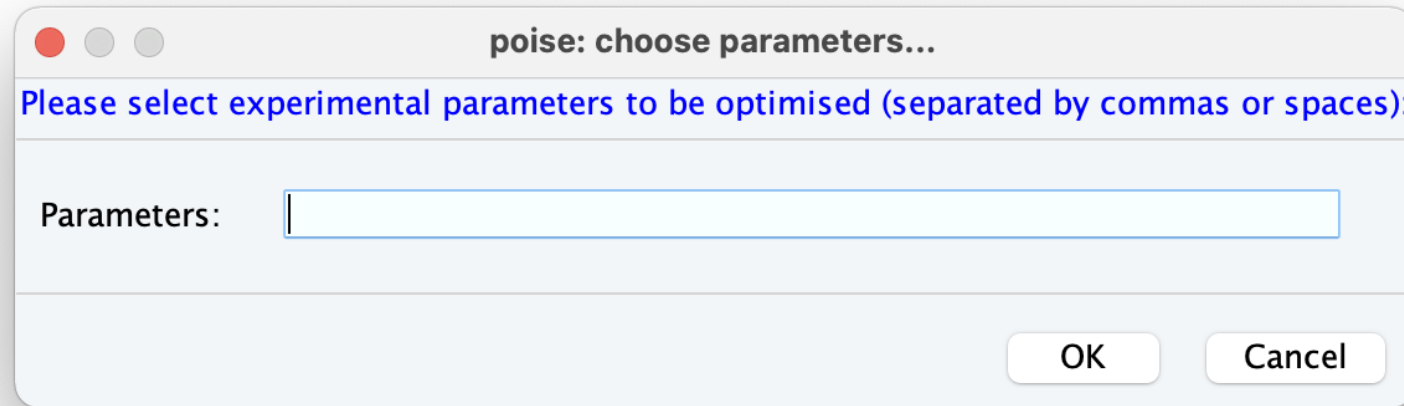 poise: choose parameters...
Please select experimental parameters to be optimised (separated by commas or spaces):
Parameters:
OK Cancel